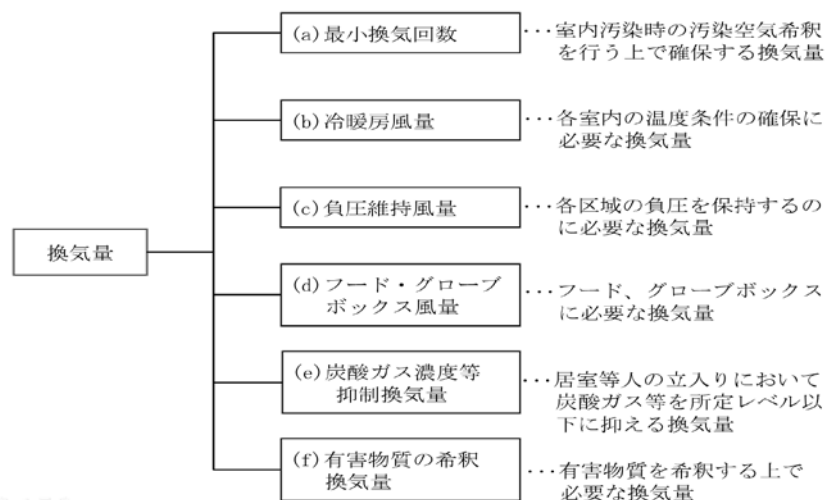 換気量
(a)最小換気回数
･･･室内汚染時の汚染空気希釈
を行う上で確保する換気量
(b)冷暖房風量
･･･各室内の温度条件の確保に
必要な換気量
(c)負圧維持風量
･･･各区域の負圧を保持するの
に必要な換気量
(d)フード・グローブ
ボックス風量
･･･フード、グローブボックス
に必要な換気量
(e)炭酸ガス濃度等
抑制換気量
･･･居室等人の立入りにおいて
炭酸ガス等を所定レベル以
下に抑える換気量
(f)有害物質の希釈
換気量
･･･有害物質を希釈する上で
必要な換気量